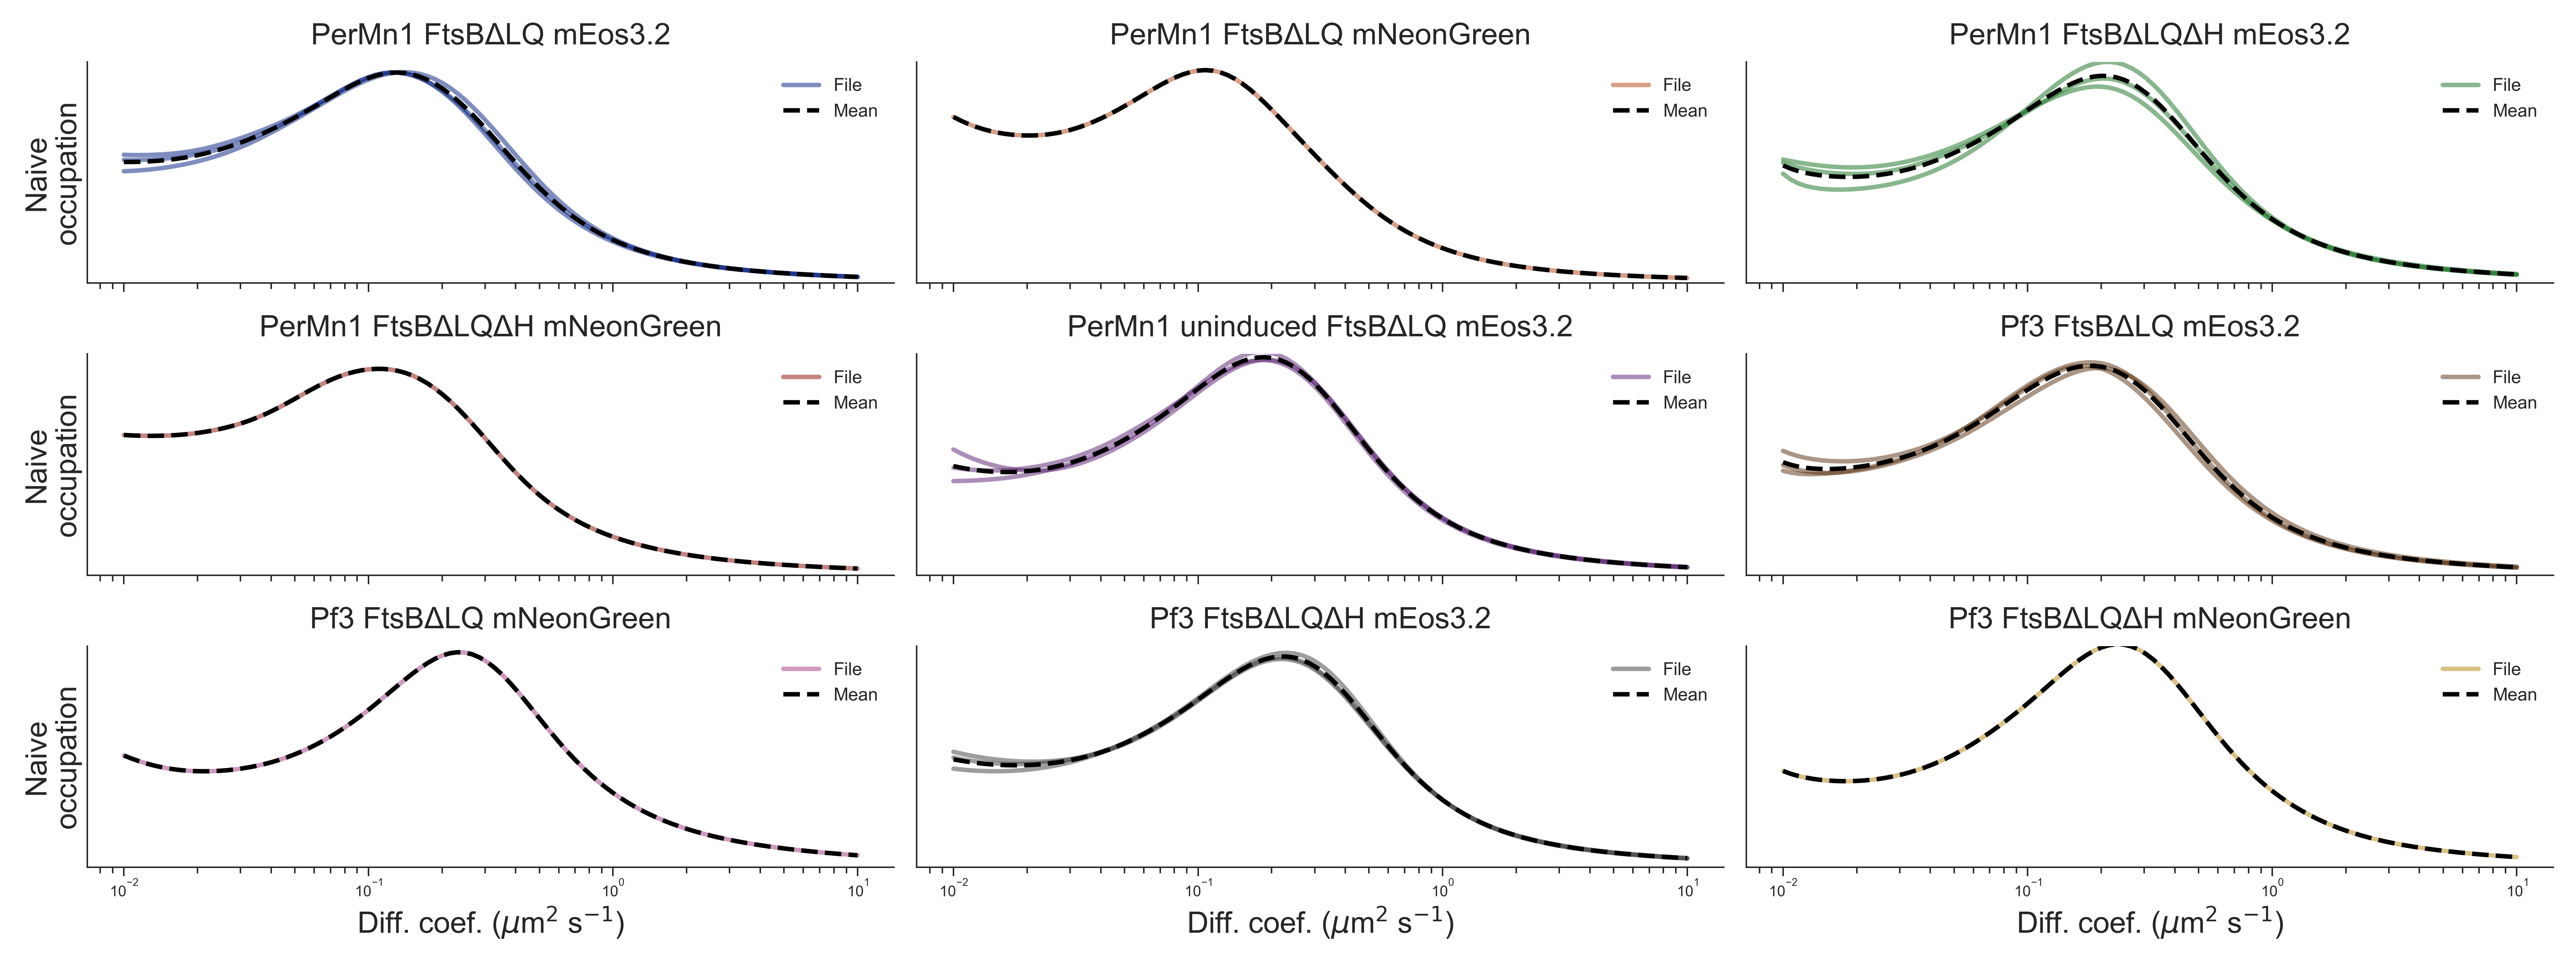 PerMn1 FtsBΔLQ mEos3.2
PerMn1 FtsBΔLQ mNeonGreen
PerMn1 FtsBΔLQΔH mEos3.2
Naive
occupation
File
Mean
File
Mean
File
Mean
PerMn1 FtsBΔLQΔH mNeonGreen
PerMn1 uninduced FtsBΔLQ mEos3.2
Pf3 FtsBΔLQ mEos3.2
Naive
occupation
File
Mean
File
Mean
File
Mean
Pf3 FtsBΔLQ mNeonGreen
Pf3 FtsBΔLQΔH mEos3.2
Pf3 FtsBΔLQΔH mNeonGreen
Naive
occupation
File
Mean
File
Mean
File
Mean
10⁻² 10⁻¹ 10⁰ 10¹
10⁻² 10⁻¹ 10⁰ 10¹
10⁻² 10⁻¹ 10⁰ 10¹
Diff. coef. (μm² s⁻¹)
Diff. coef. (μm² s⁻¹)
Diff. coef. (μm² s⁻¹)